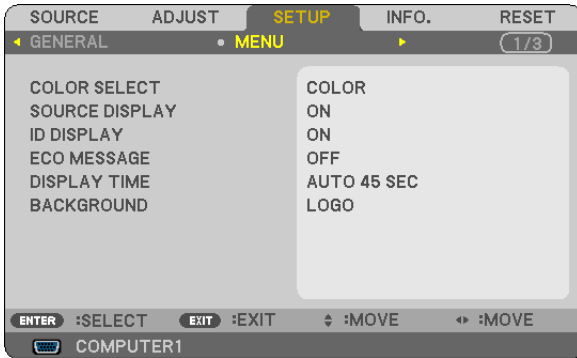 SOURCE ADJUST SETUP INFO. RESET
GENERAL MENU 1/3
COLOR SELECT COLOR
SOURCE DISPLAY ON
ID DISPLAY ON
ECO MESSAGE OFF
DISPLAY TIME AUTO 45 SEC
BACKGROUND LOGO
ENTER :SELECT EXIT :EXIT :MOVE :MOVE
COMPUTER1